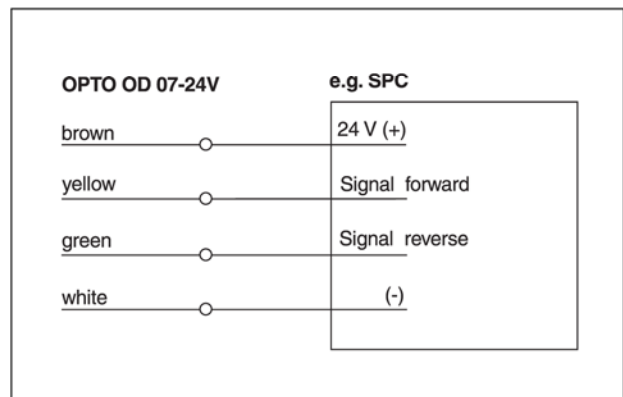 OPTO OD 07-24V e.g. SPC
brown 24 V (+)
yellow Signal forward
green Signal reverse
white (-)